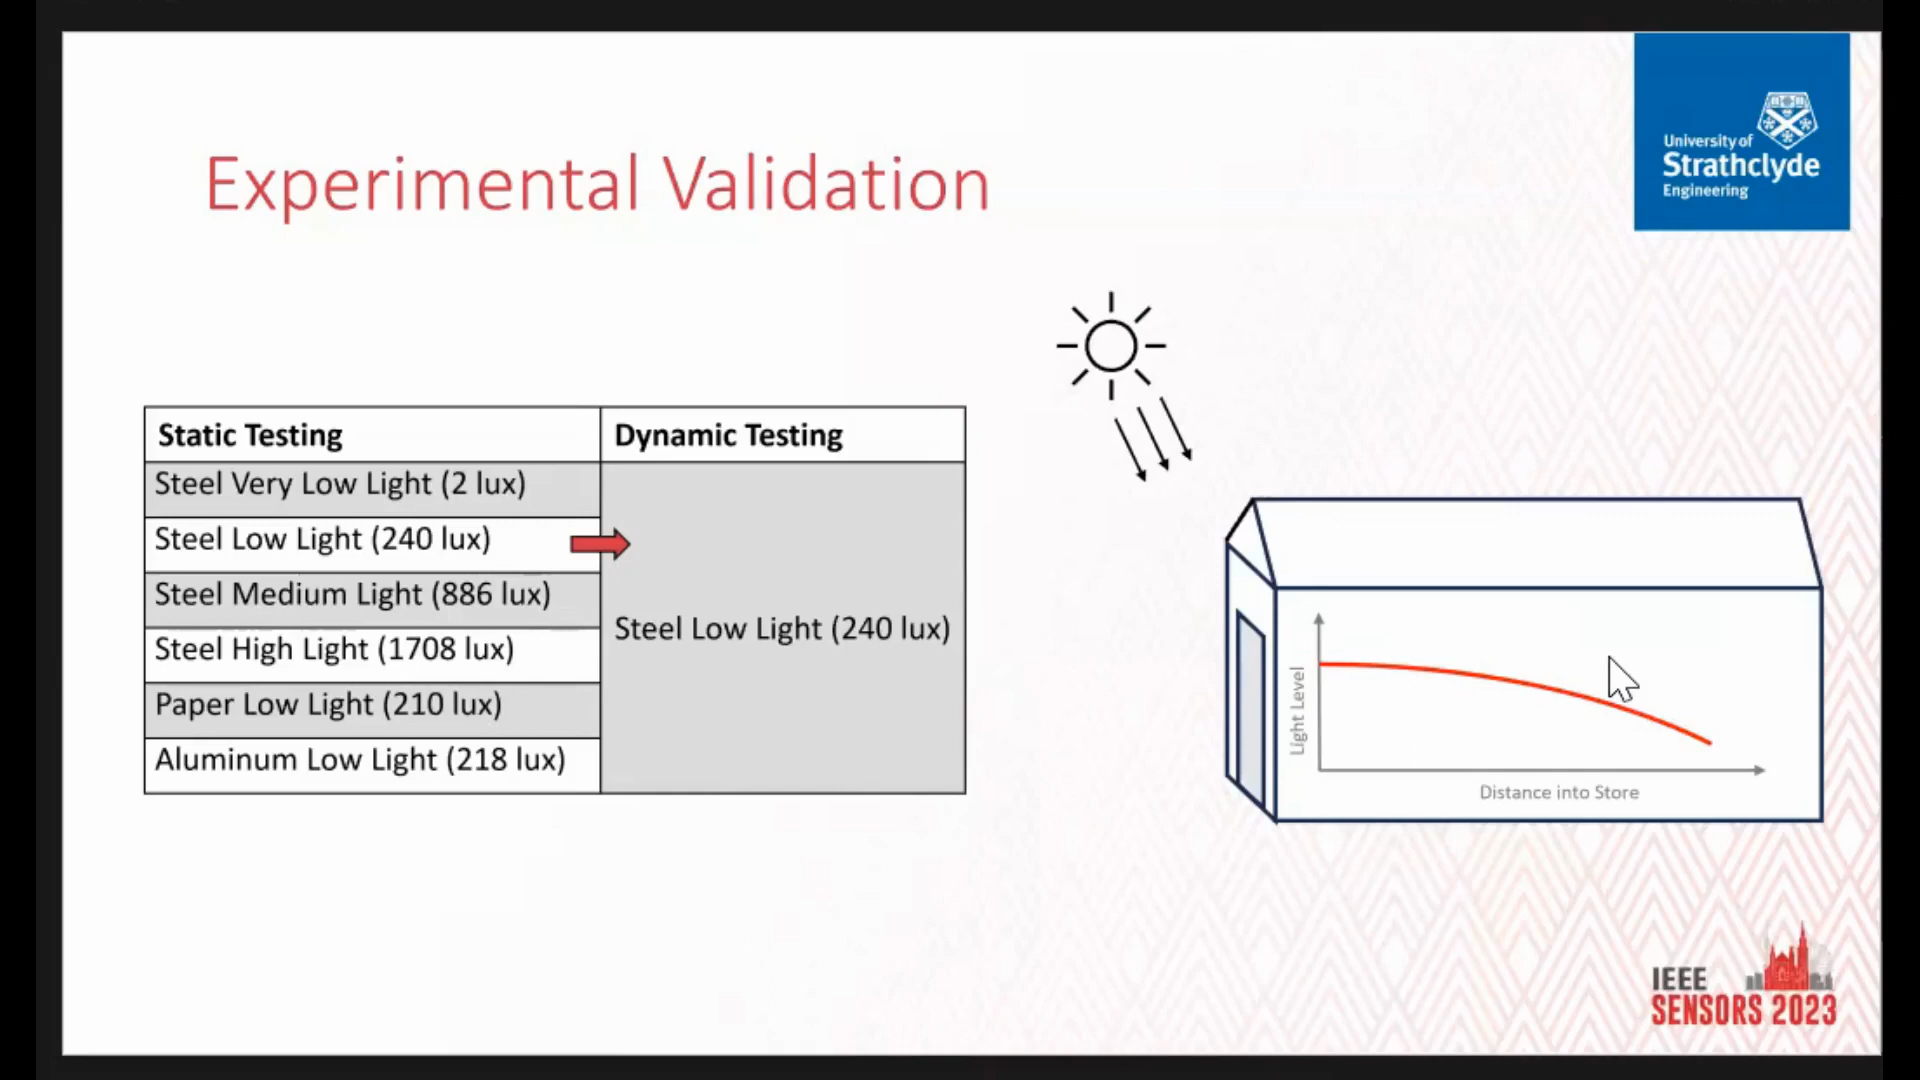 University of
Strathclyde
Engineering
Experimental Validation
Static Testing
Dynamic Testing
Steel Very Low Light (2 lux)
Steel Low Light (240 lux)
Steel Medium Light (886 lux)
Steel High Light (1708 lux)
Paper Low Light (210 lux)
Aluminum Low Light (218 lux)
Steel Low Light (240 lux)
Light Level
Distance into Store
IEEE
SENSORS 2023